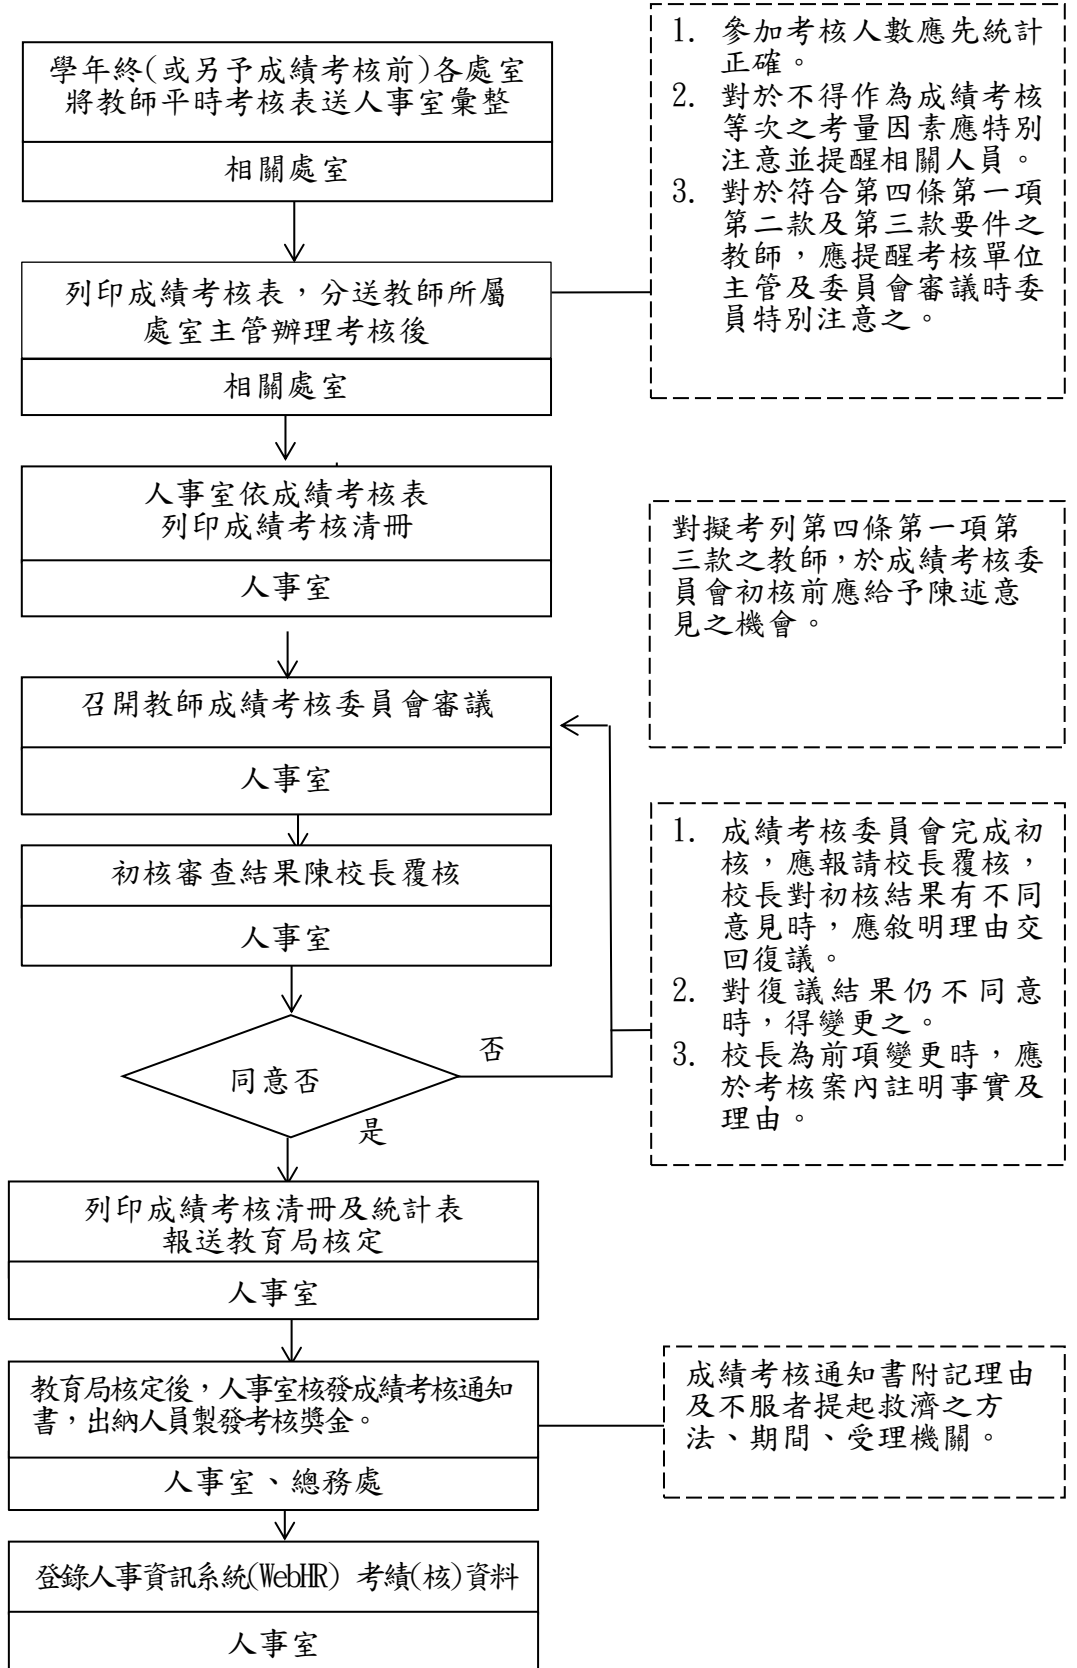 學年終(或另予成績考核前)各處室
將教師平時考核表送人事室彙整
相關處室
1. 參加考核人數應先統計
正確。
2. 對於不得作為成績考核
等次之考量因素應特別
注意並提醒相關人員。
3. 對於符合第四條第一項
第二款及第三款要件之
教師，應提醒考核單位
主管及委員會審議時委
員特別注意之。
列印成績考核表，分送教師所屬
處室主管辦理考核後
相關處室
人事室依成績考核表
列印成績考核清冊
人事室
對擬考列第四條第一項第
三款之教師，於成績考核委
員會初核前應給予陳述意
見之機會。
召開教師成績考核委員會審議
人事室
初核審查結果陳校長覆核
人事室
1. 成績考核委員會完成初
核，應報請校長覆核，
校長對初核結果有不同
意見時，應敘明理由交
回復議。
2. 對復議結果仍不同意
時，得變更之。
3. 校長為前項變更時，應
於考核案內註明事實及
理由。
同意否
否
是
列印成績考核清冊及統計表
報送教育局核定
人事室
教育局核定後，人事室核發成績考核通知
書，出納人員製發考核獎金。
人事室、總務處
成績考核通知書附記理由
及不服者提起救濟之方
法、期間、受理機關。
登錄人事資訊系統(WebHR) 考績(核)資料
人事室